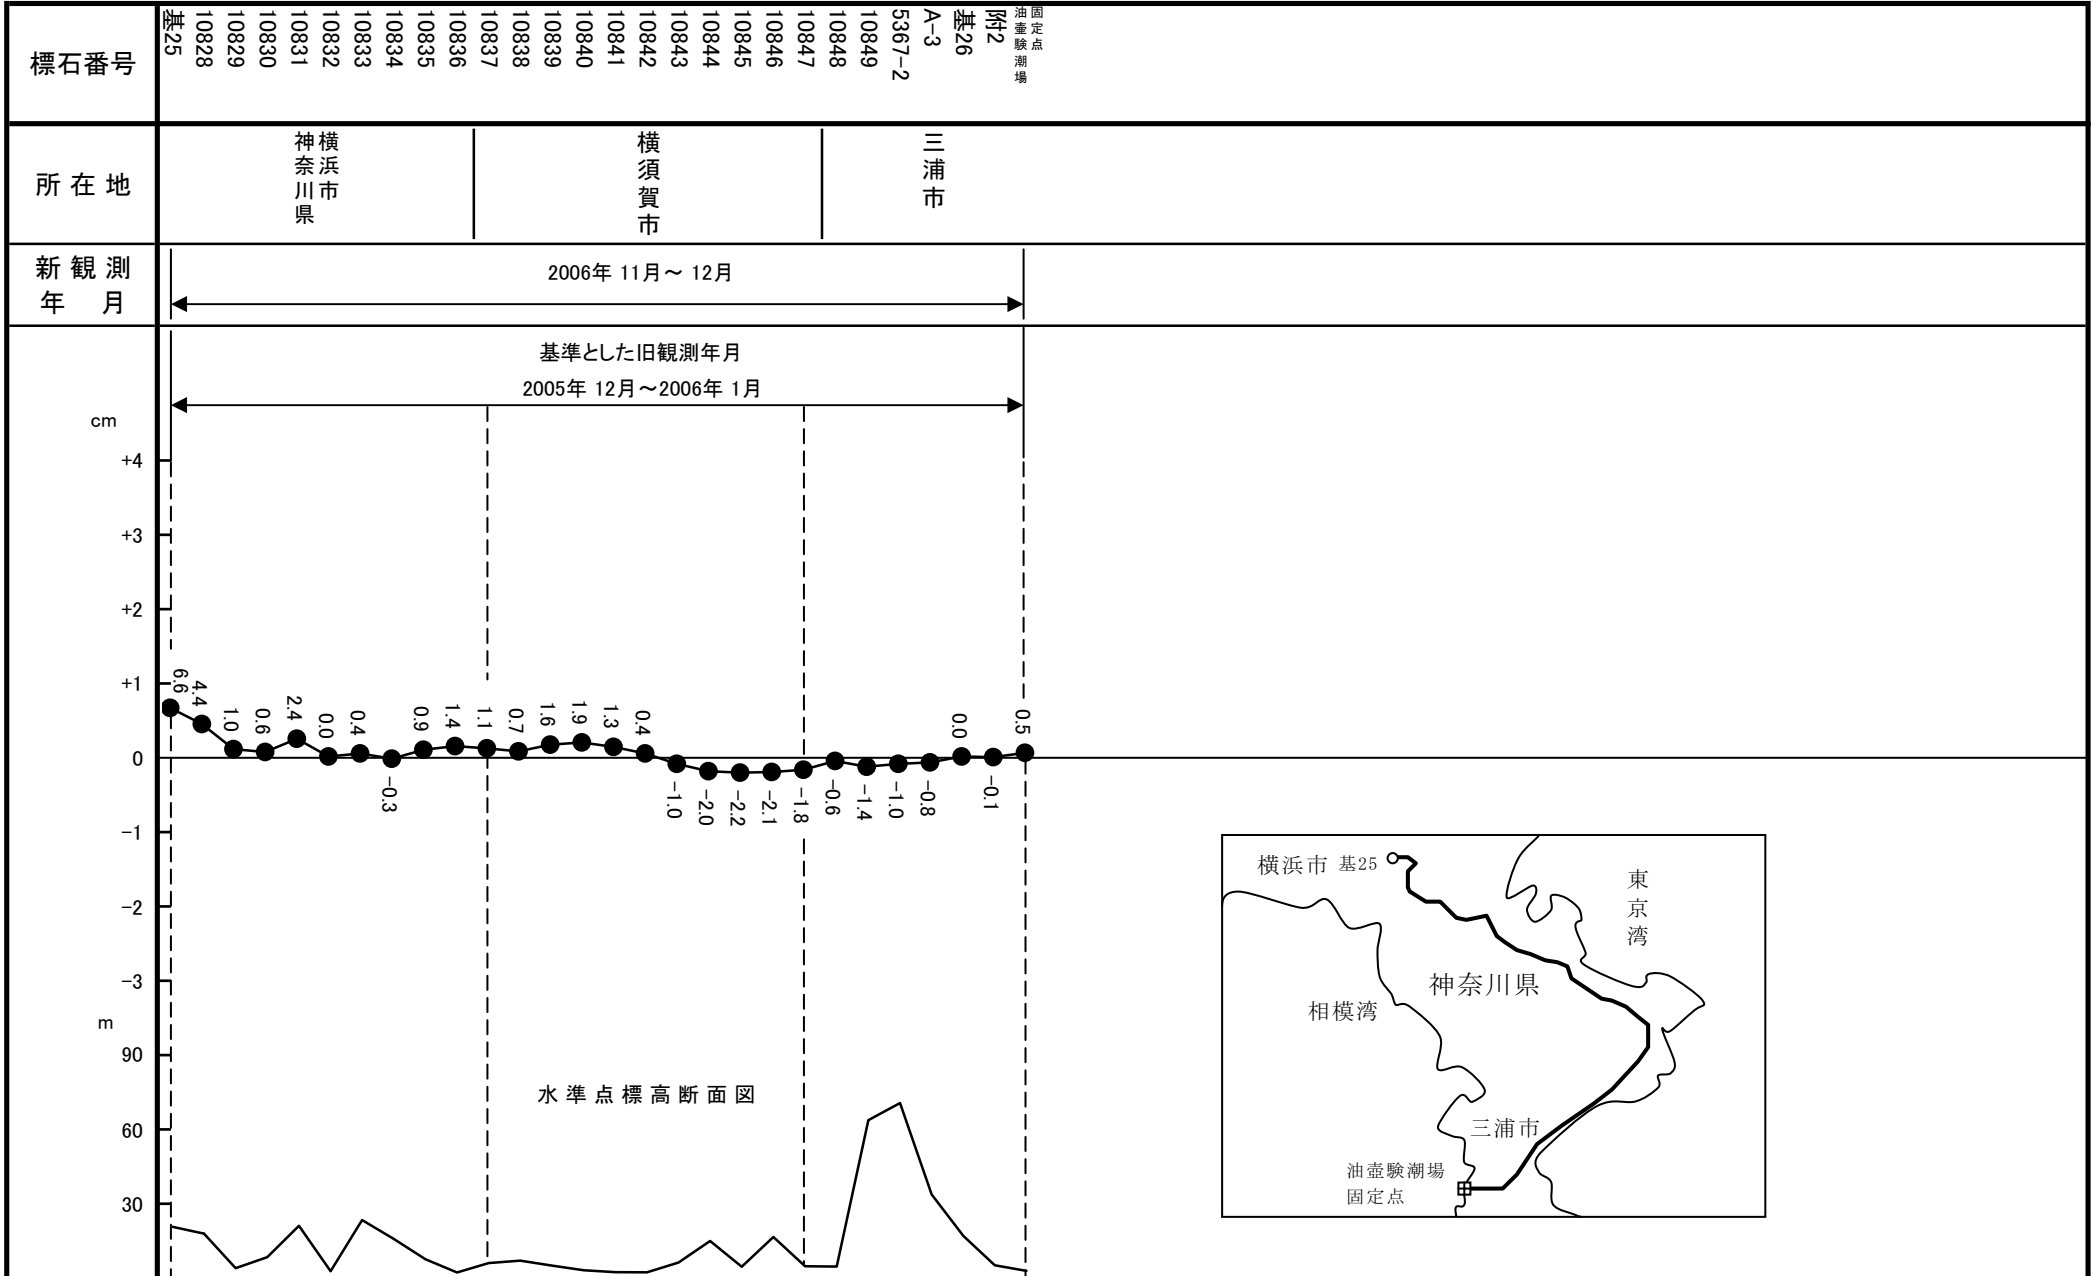 標石番号
基25
10828
10829
10830
10831
10832
10833
10834
10835
10836
10837
10838
10839
10840
10841
10842
10843
10844
10845
10846
10847
10848
10849
5367-2
A-3
基26
附2
固定点
油壷験潮場
所在地
横浜市
神奈川県
横須賀市
三浦市
新観測
年 月
2006年 11月～ 12月
基準とした旧観測年月
2005年 12月～2006年 1月
cm
+4
+3
+2
+1
0
-1
-2
-3
6.6
4.4
1.0
0.6
2.4
0.0
0.4
-0.3
0.9
1.4
1.1
0.7
1.6
1.9
1.3
0.4
-1.0
-2.0
-2.2
-2.1
-1.8
-0.6
-1.4
-1.0
-0.8
0.0
-0.1
0.5
m
90
60
30
水準点標高断面図
横浜市 基25
東京湾
神奈川県
相模湾
三浦市
油壷験潮場
固定点